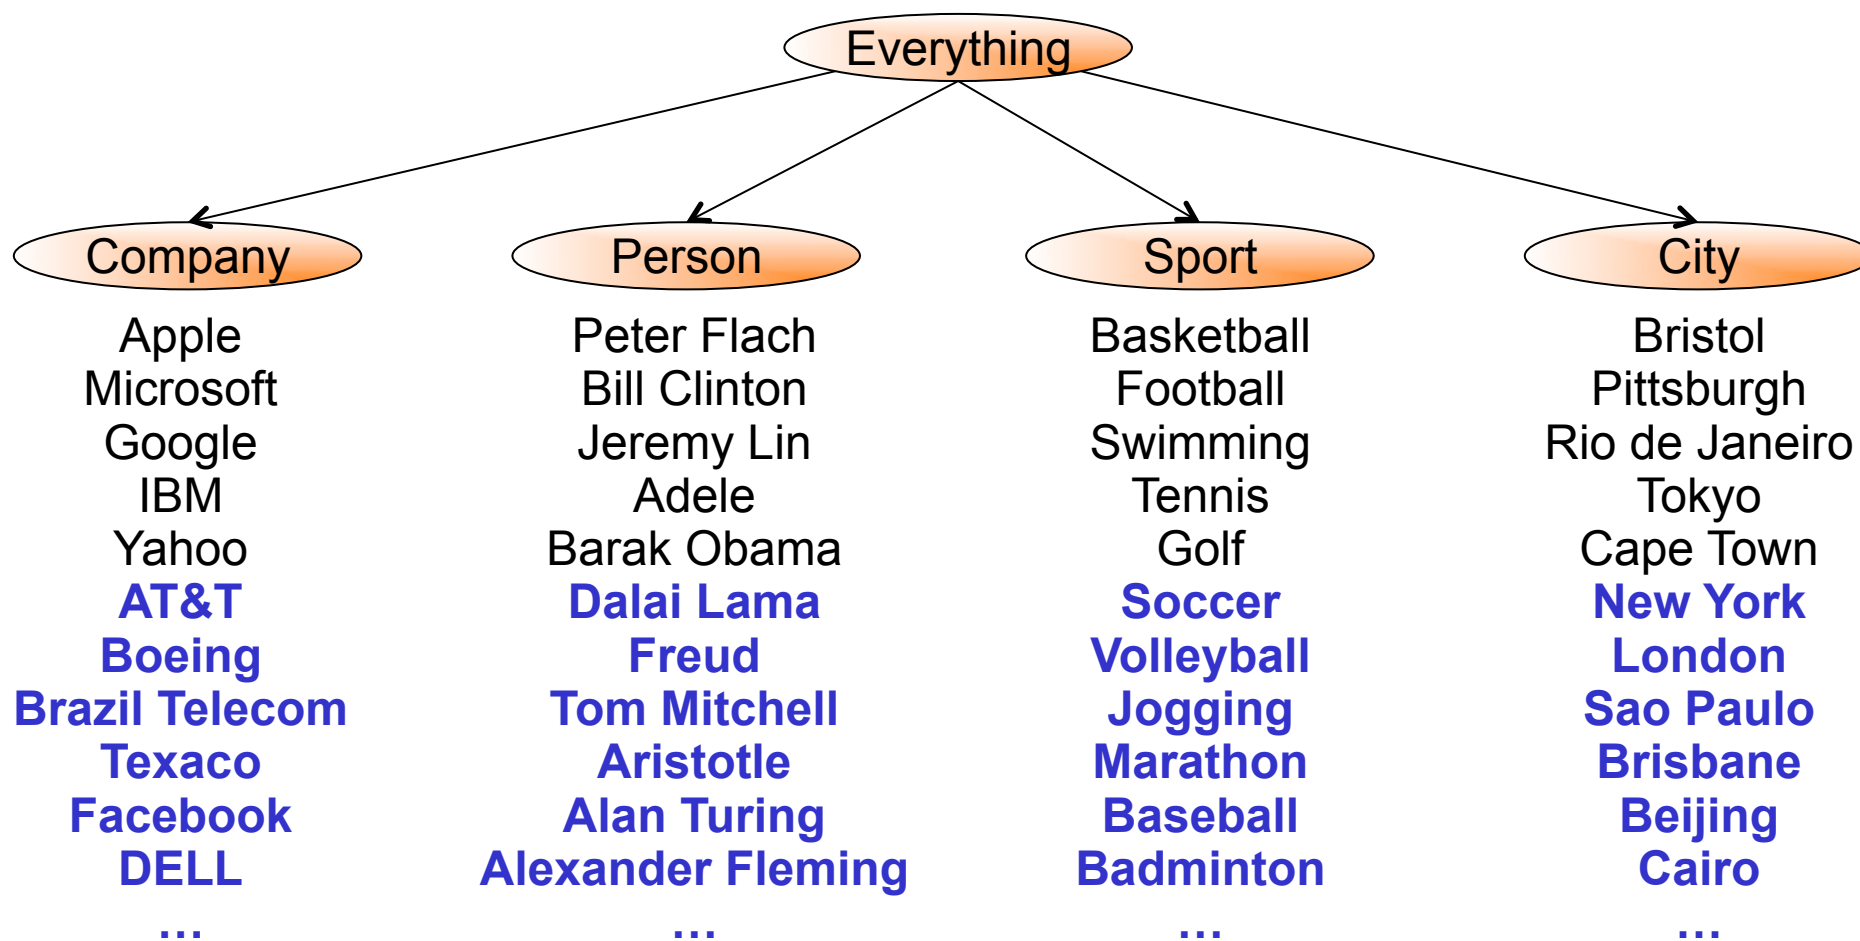 Everything
Company
Person
Sport
City
Apple
Microsoft
Google
IBM
Yahoo
AT&T
Boeing
Brazil Telecom
Texaco
Facebook
DELL
...
Peter Flach
Bill Clinton
Jeremy Lin
Adele
Barak Obama
Dalai Lama
Freud
Tom Mitchell
Aristotle
Alan Turing
Alexander Fleming
...
Basketball
Football
Swimming
Tennis
Golf
Soccer
Volleyball
Jogging
Marathon
Baseball
Badminton
...
Bristol
Pittsburgh
Rio de Janeiro
Tokyo
Cape Town
New York
London
Sao Paulo
Brisbane
Beijing
Cairo
...